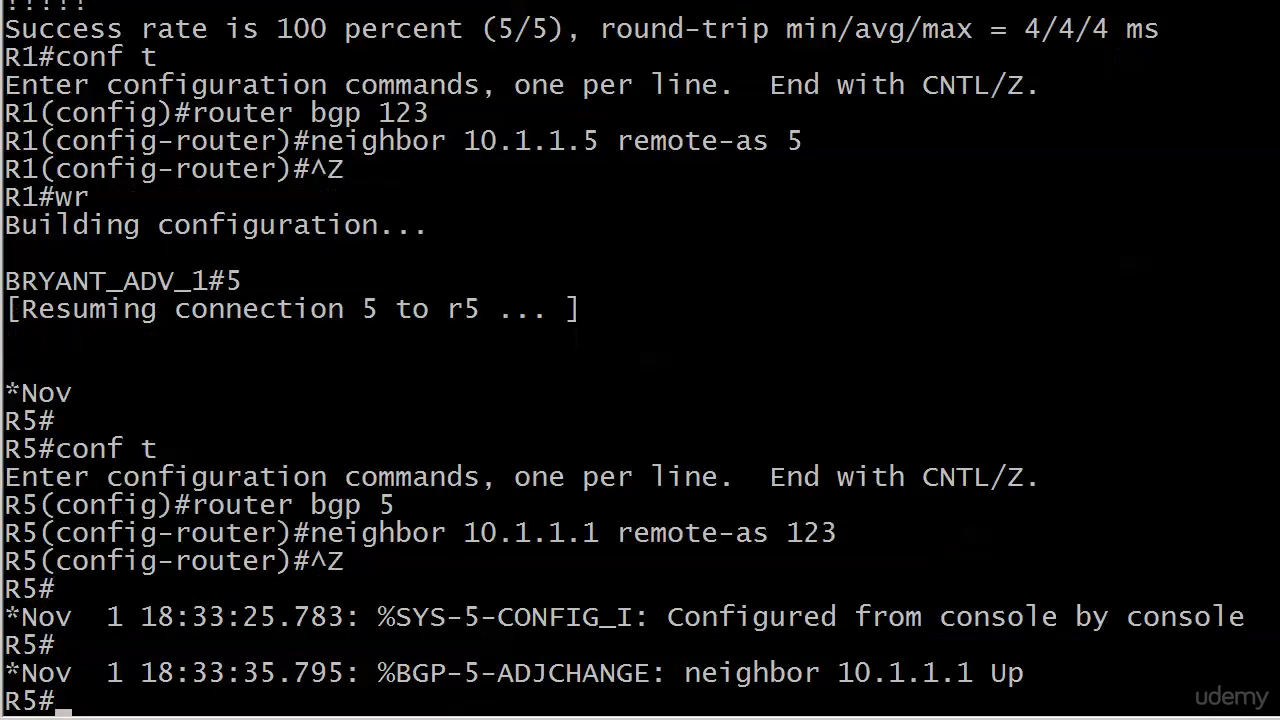 !!!!!
Success rate is 100 percent (5/5), round-trip min/avg/max = 4/4/4 ms
R1#conf t
Enter configuration commands, one per line.  End with CNTL/Z.
R1(config)#router bgp 123
R1(config-router)#neighbor 10.1.1.5 remote-as 5
R1(config-router)#^Z
R1#wr
Building configuration...
BRYANT_ADV_1#5
[Resuming connection 5 to r5 ... ]
*Nov
R5#
R5#conf t
Enter configuration commands, one per line.  End with CNTL/Z.
R5(config)#router bgp 5
R5(config-router)#neighbor 10.1.1.1 remote-as 123
R5(config-router)#^Z
R5#
*Nov  1 18:33:25.783: %SYS-5-CONFIG_I: Configured from console by console
R5#
*Nov  1 18:33:35.795: %BGP-5-ADJCHANGE: neighbor 10.1.1.1 Up
R5#
udemy